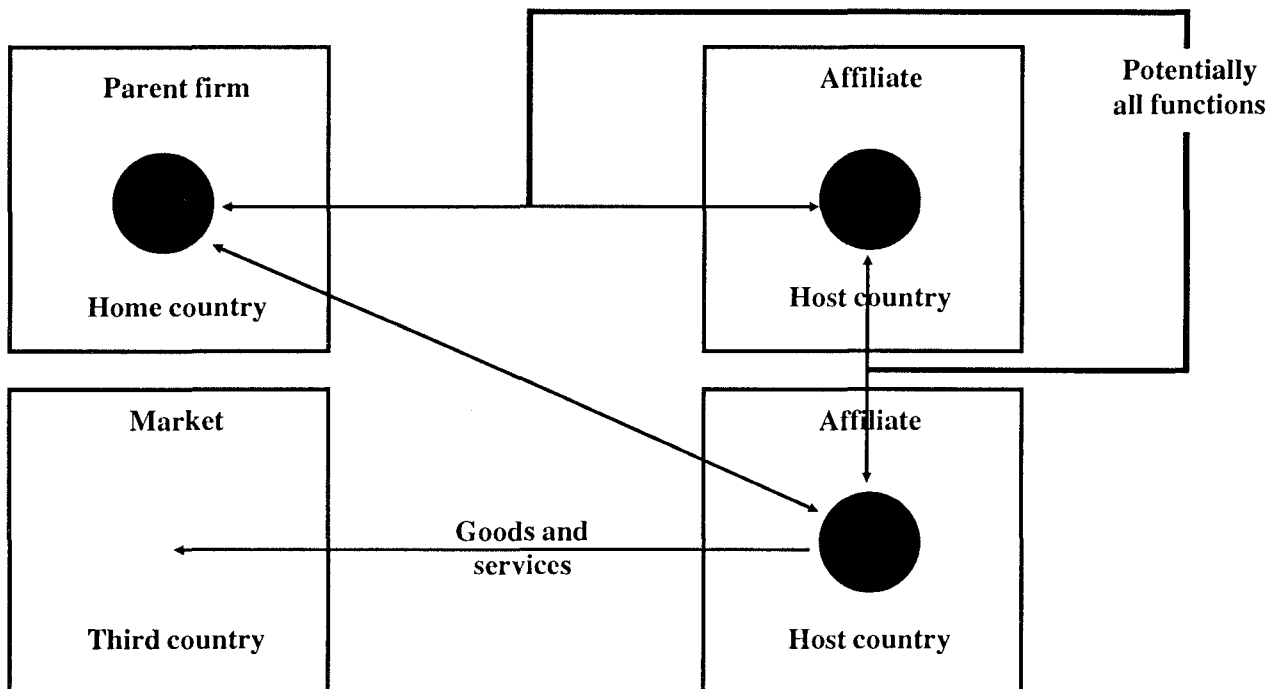 Parent firm
Home country
Affiliate
Host country
Potentially
all functions
Market
Third country
Goods and
services
Affiliate
Host country